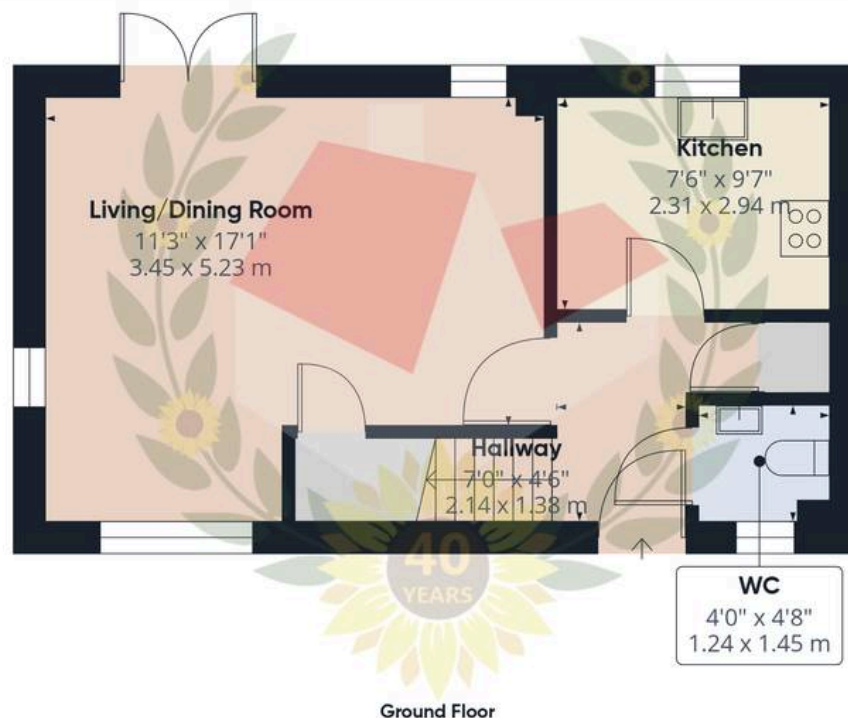 Living/Dining Room
11'3" x 17'1"
3.45 x 5.23 m
Kitchen
7'6" x 9'7"
2.31 x 2.94 m
Hallway
7'0" x 4'6"
2.14 x 1.38 m
40
YEARS
WC
4'0" x 4'8"
1.24 x 1.45 m
Ground Floor